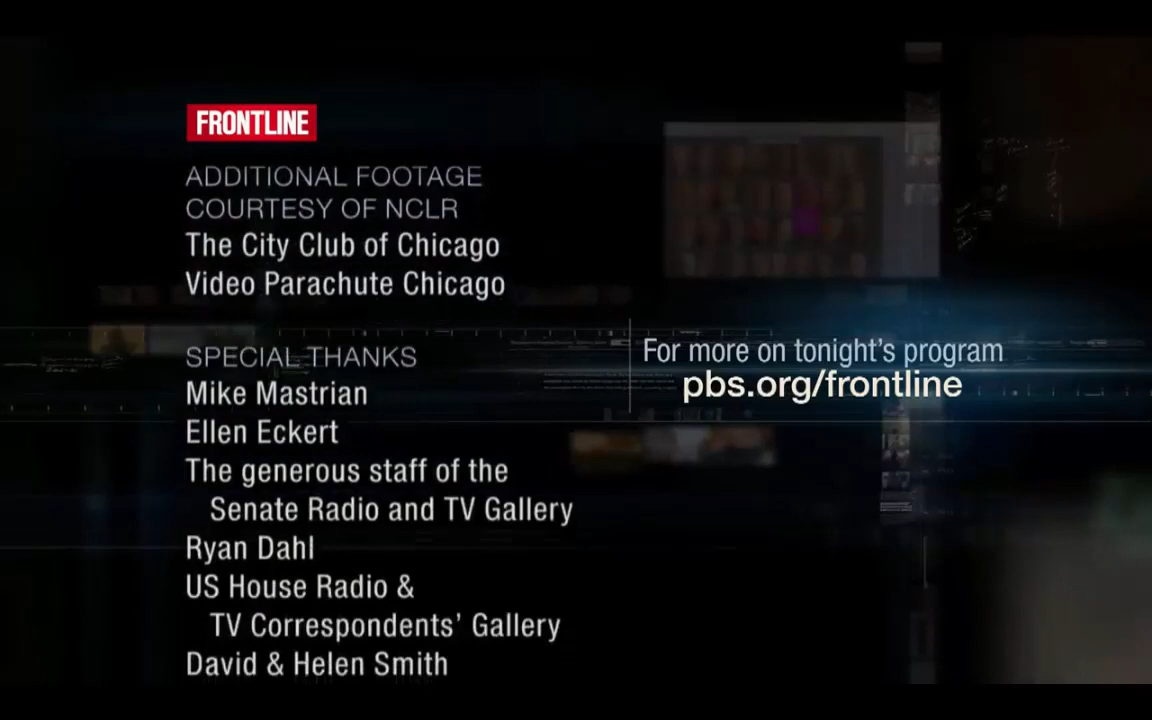 FRONTLINE
ADDITIONAL FOOTAGE
COURTESY OF NCLR
The City Club of Chicago
Video Parachute Chicago
SPECIAL THANKS
Mike Mastrian
Ellen Eckert
The generous staff of the
Senate Radio and TV Gallery
Ryan Dahl
US House Radio &
TV Correspondents' Gallery
David & Helen Smith
For more on tonight's program
pbs.org/frontline